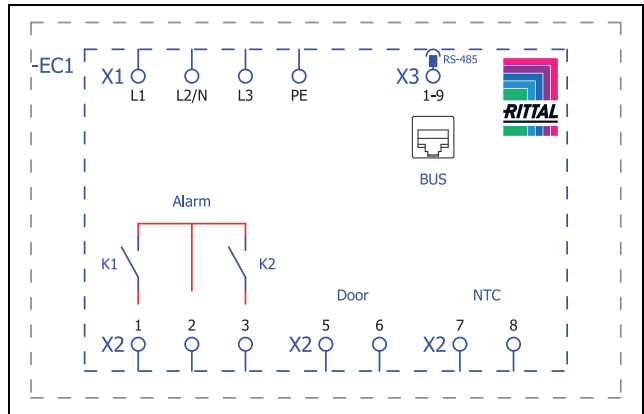 -EC1
X1 L1 L2/N L3 PE
X3 1-9 RS-485
RITTAL
BUS
Alarm
K1
K2
Door
NTC
X2 1 2 3
X2 5 6
X2 7 8